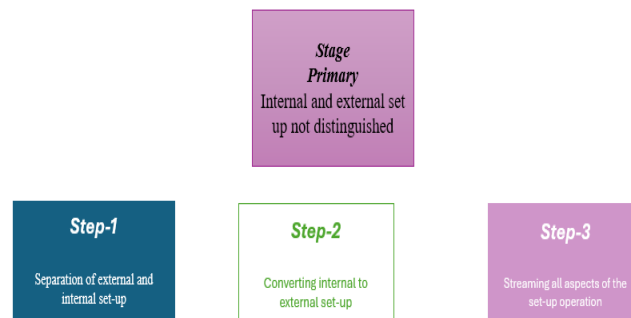 Stage
Primary
Internal and external set
up not distinguished
Step-1
Separation of external and
internal set-up
Step-2
Converting internal to
external set-up
Step-3
Streaming all aspects of the
set-up operation